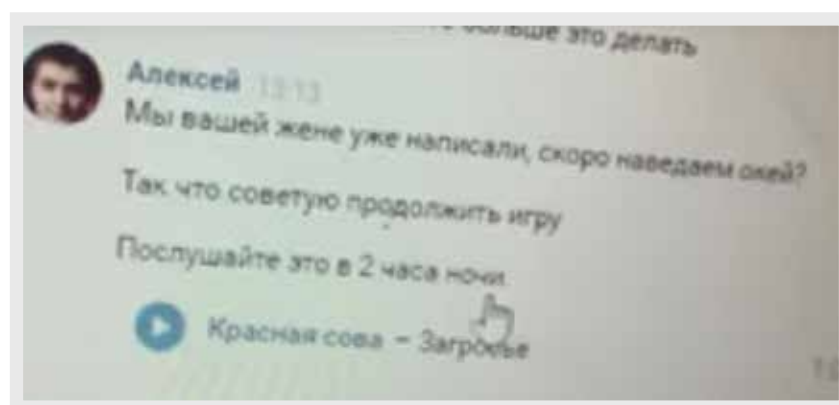 больше это делать
Алексей 13:13
Мы вашей жене уже написали, скоро наведаем окей?
Так что советую продолжить игру
Послушайте это в 2 часа ночи
Красная сова –